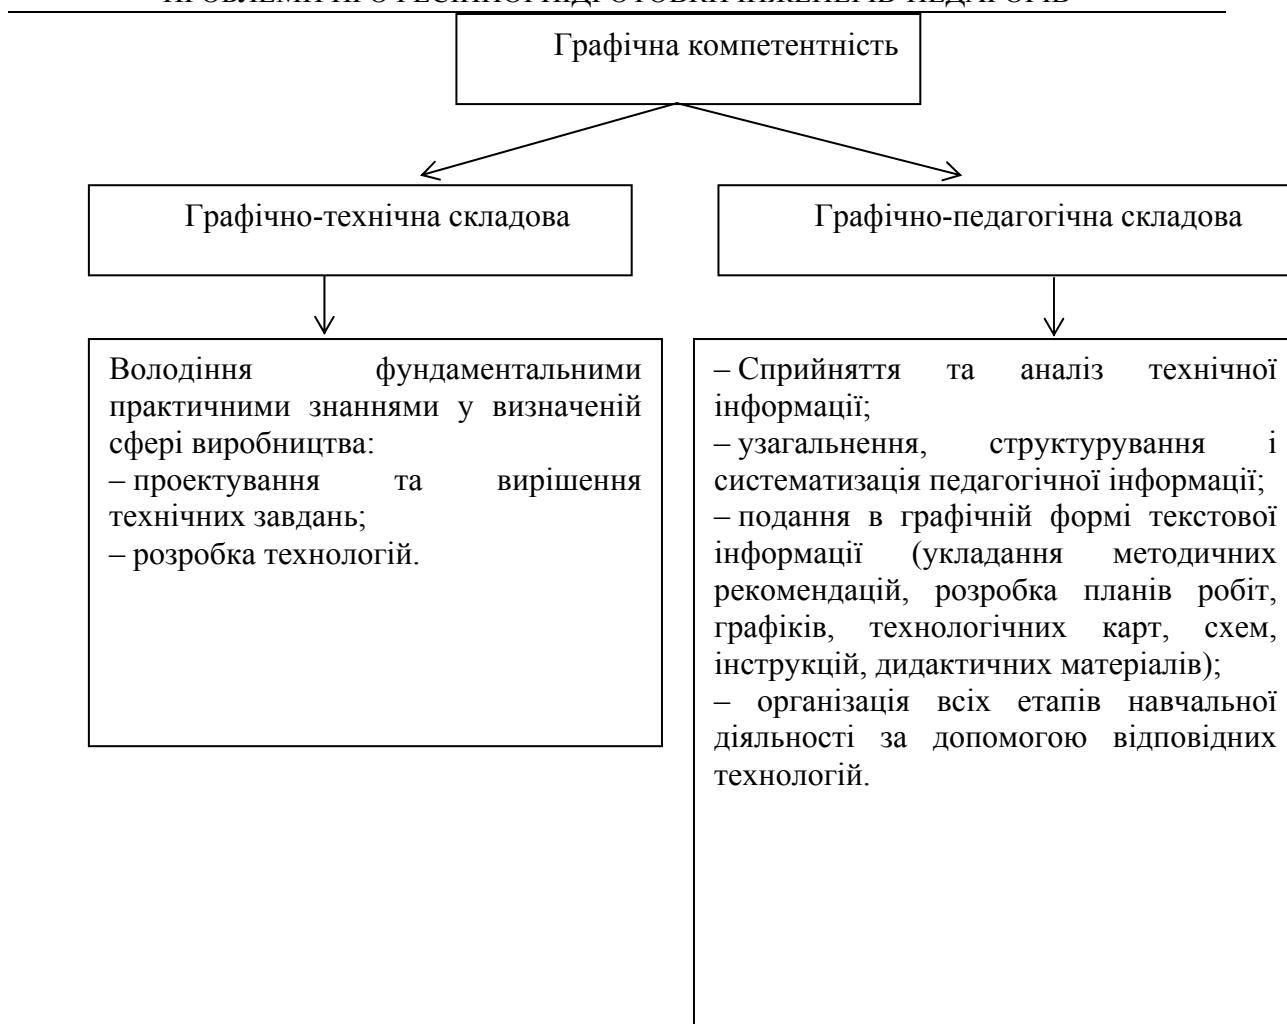 Графічна компетентність
Графічно-технічна складова
Графічно-педагогічна складова
Володіння фундаментальними
практичними знаннями у визначеній
сфері виробництва:
– проектування та вирішення
технічних завдань;
– розробка технологій.
– Сприйняття та аналіз технічної
інформації;
– узагальнення, структурування і
систематизація педагогічної інформації;
– подання в графічній формі текстової
інформації (укладання методичних
рекомендацій, розробка планів робіт,
графіків, технологічних карт, схем,
інструкцій, дидактичних матеріалів);
– організація всіх етапів навчальної
діяльності за допомогою відповідних
технологій.